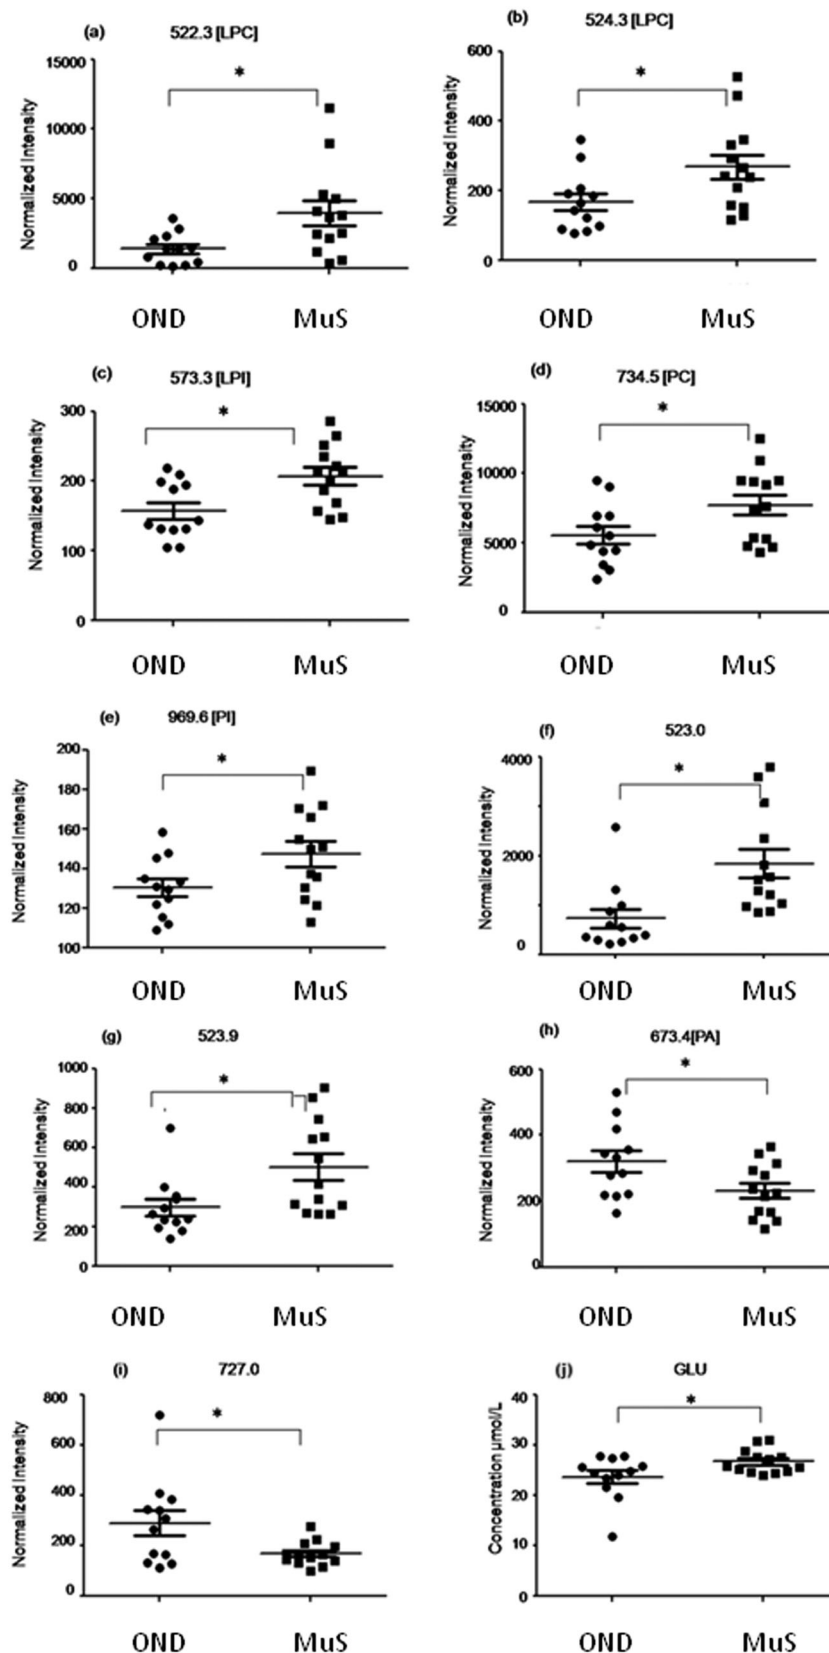 (a) 522.3 [LPC]
Normalized Intensity
15000
10000
5000
0
*
OND MuS
(b) 524.3 [LPC]
Normalized Intensity
600
400
200
0
*
OND MuS
(c) 573.3 [LPI]
Normalized Intensity
300
200
100
0
*
OND MuS
(d) 734.5 [PC]
Normalized Intensity
15000
10000
5000
0
*
OND MuS
(e) 969.6 [PI]
Normalized Intensity
200
180
160
140
120
100
*
OND MuS
(f) 523.0
Normalized Intensity
4000
2000
0
*
OND MuS
(g) 523.9
Normalized Intensity
1000
800
600
400
200
0
*
OND MuS
(h) 673.4[PA]
Normalized Intensity
600
400
200
0
*
OND MuS
(i) 727.0
Normalized Intensity
800
600
400
200
0
*
OND MuS
(j) GLU
Concentration µmol/L
40
30
20
10
0
*
OND MuS